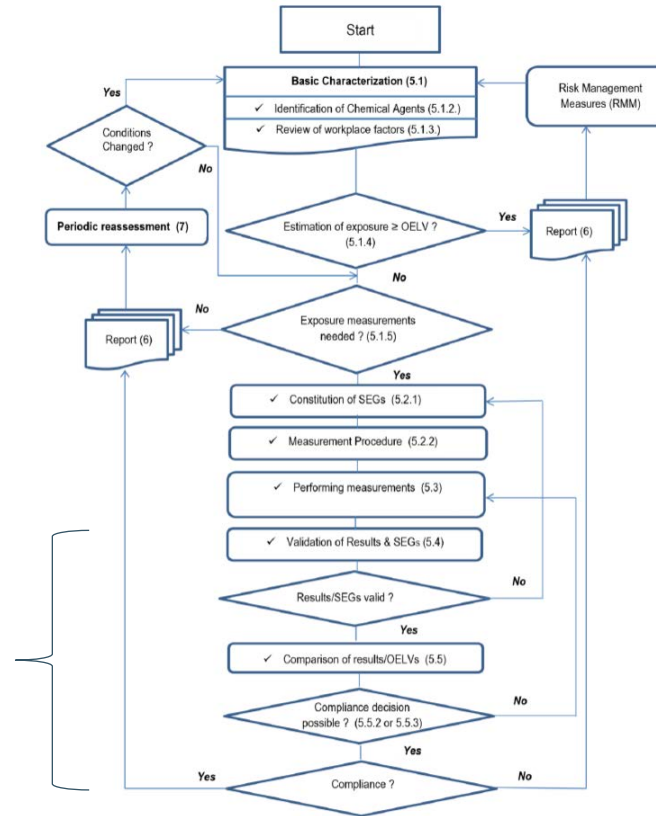 Start
Basic Characterization (5.1)
✓ Identification of Chemical Agents (5.1.2.)
✓ Review of workplace factors (5.1.3.)
Risk Management
Measures (RMM)
Yes
Conditions
Changed ?
No
Periodic reassessment (7)
Estimation of exposure ≥ OELV ?
(5.1.4)
Yes
Report (6)
No
No
Exposure measurements
needed ? (5.1.5)
Report (6)
Yes
✓ Constitution of SEGs (5.2.1)
✓ Measurement Procedure (5.2.2)
✓ Performing measurements (5.3)
✓ Validation of Results & SEGs (5.4)
Results/SEGs valid ?
No
Yes
✓ Comparison of results/OELVs (5.5)
Compliance decision
possible ? (5.5.2 or 5.5.3)
No
Yes
Yes
Compliance ?
No